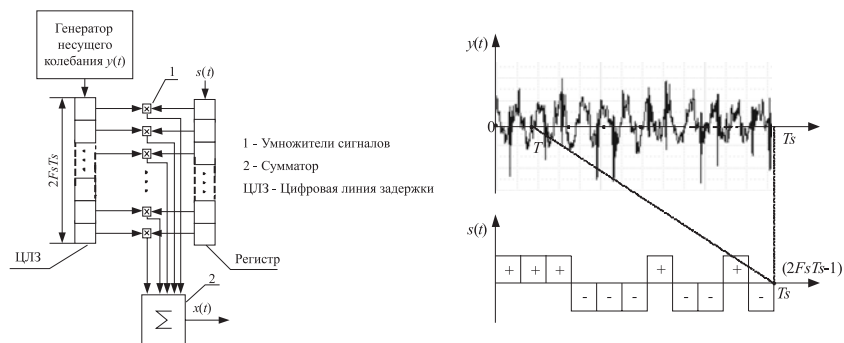 Генератор
несущего
колебания y(t)
1
s(t)
2FsTs
1 - Умножители сигналов
2 - Сумматор
ЦЛЗ - Цифровая линия задержки
ЦЛЗ
Регистр
2
Σ
x(t)
y(t)
0
T
Ts
s(t)
+ + + - - - + - - + -
(2FsTs-1)
Ts